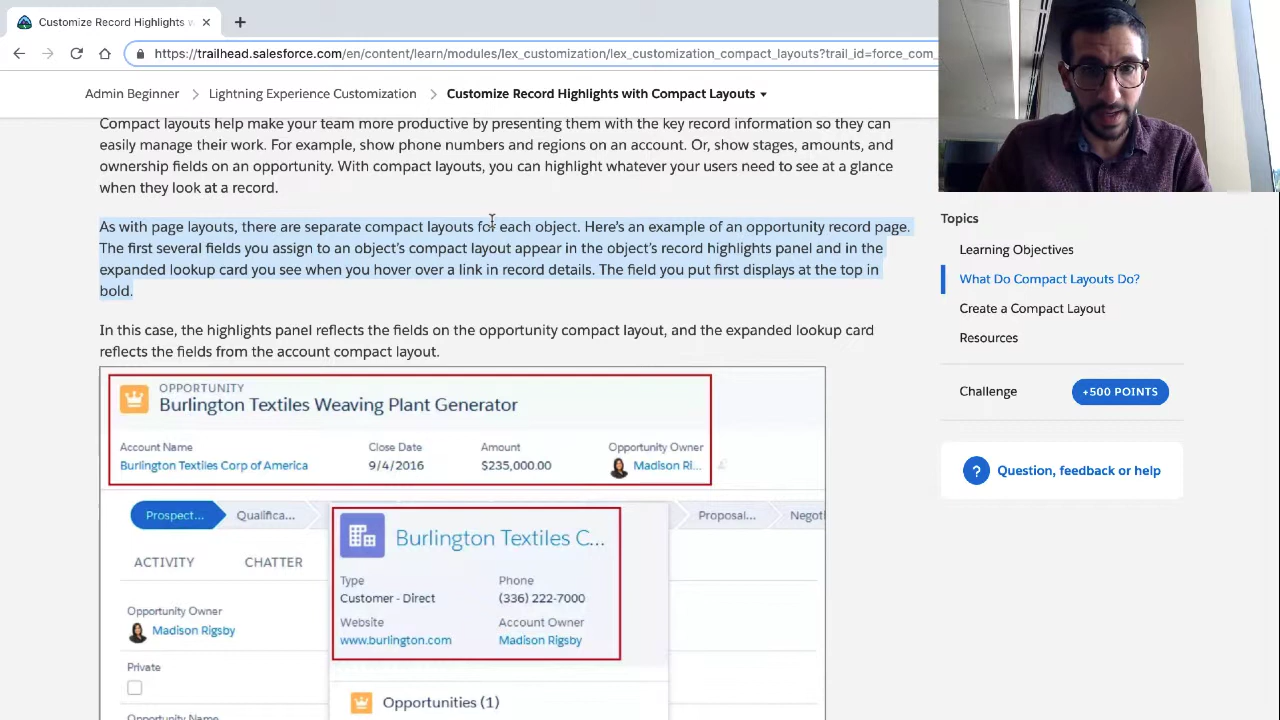 Customize Record Highlights w
https://trailhead.salesforce.com/en/content/learn/modules/lex_customization/lex_customization_compact_layouts?trail_id=force_com_
Admin Beginner
Lightning Experience Customization
Customize Record Highlights with Compact Layouts
Compact layouts help make your team more productive by presenting them with the key record information so they can
easily manage their work. For example, show phone numbers and regions on an account. Or, show stages, amounts, and
ownership fields on an opportunity. With compact layouts, you can highlight whatever your users need to see at a glance
when they look at a record.
As with page layouts, there are separate compact layouts for each object. Here's an example of an opportunity record page.
The first several fields you assign to an object's compact layout appear in the object's record highlights panel and in the
expanded lookup card you see when you hover over a link in record details. The field you put first displays at the top in
bold.
In this case, the highlights panel reflects the fields on the opportunity compact layout, and the expanded lookup card
reflects the fields from the account compact layout.
OPPORTUNITY
Burlington Textiles Weaving Plant Generator
Account Name Close Date Amount Opportunity Owner
Burlington Textiles Corp of America 9/4/2016 $235,000.00 Madison Ri...
Prospect... Qualifica... Proposal... Negoti
ACTIVITY CHATTER
Opportunity Owner
Madison Rigsby
Private
Opportunity Name
Burlington Textiles C...
Type Phone
Customer - Direct (336) 222-7000
Website Account Owner
www.burlington.com Madison Rigsby
Opportunities (1)
Topics
Learning Objectives
What Do Compact Layouts Do?
Create a Compact Layout
Resources
Challenge +500 POINTS
? Question, feedback or help